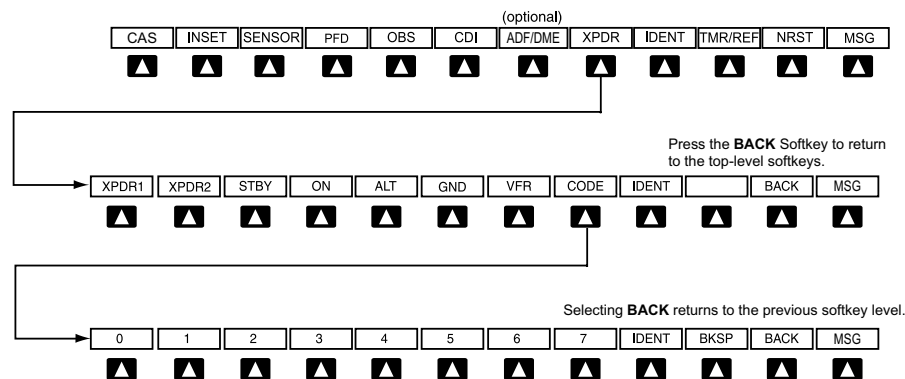 (optional)
CAS INSET SENSOR PFD OBS CDI ADF/DME XPDR IDENT TMR/REF NRST MSG
Press the BACK Softkey to return
to the top-level softkeys.
XPDR1 XPDR2 STBY ON ALT GND VFR CODE IDENT BACK MSG
Selecting BACK returns to the previous softkey level.
0 1 2 3 4 5 6 7 IDENT BKSP BACK MSG